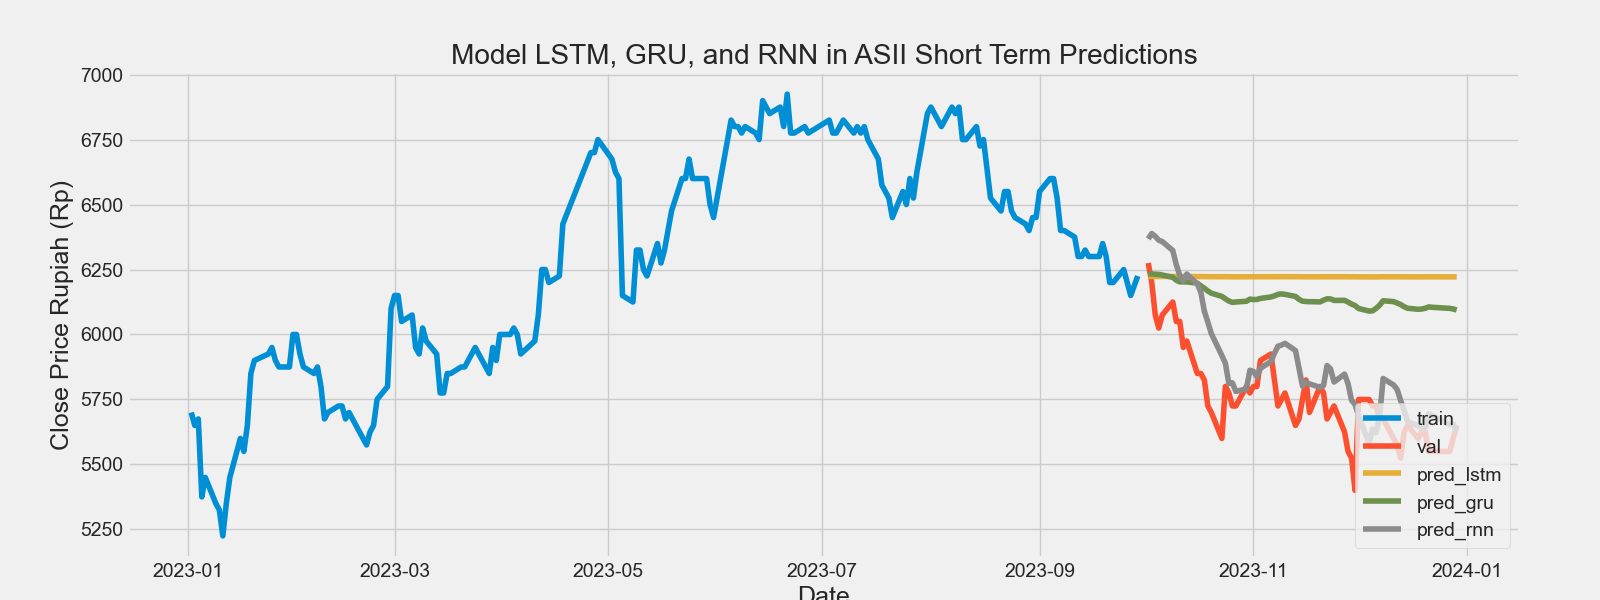 Model LSTM, GRU, and RNN in ASII Short Term Predictions
Close Price Rupiah (Rp)
7000
6750
6500
6250
6000
5750
5500
5250
train
val
pred_lstm
pred_gru
pred_rnn
2023-01 2023-03 2023-05 2023-07 2023-09 2023-11 2024-01
Date